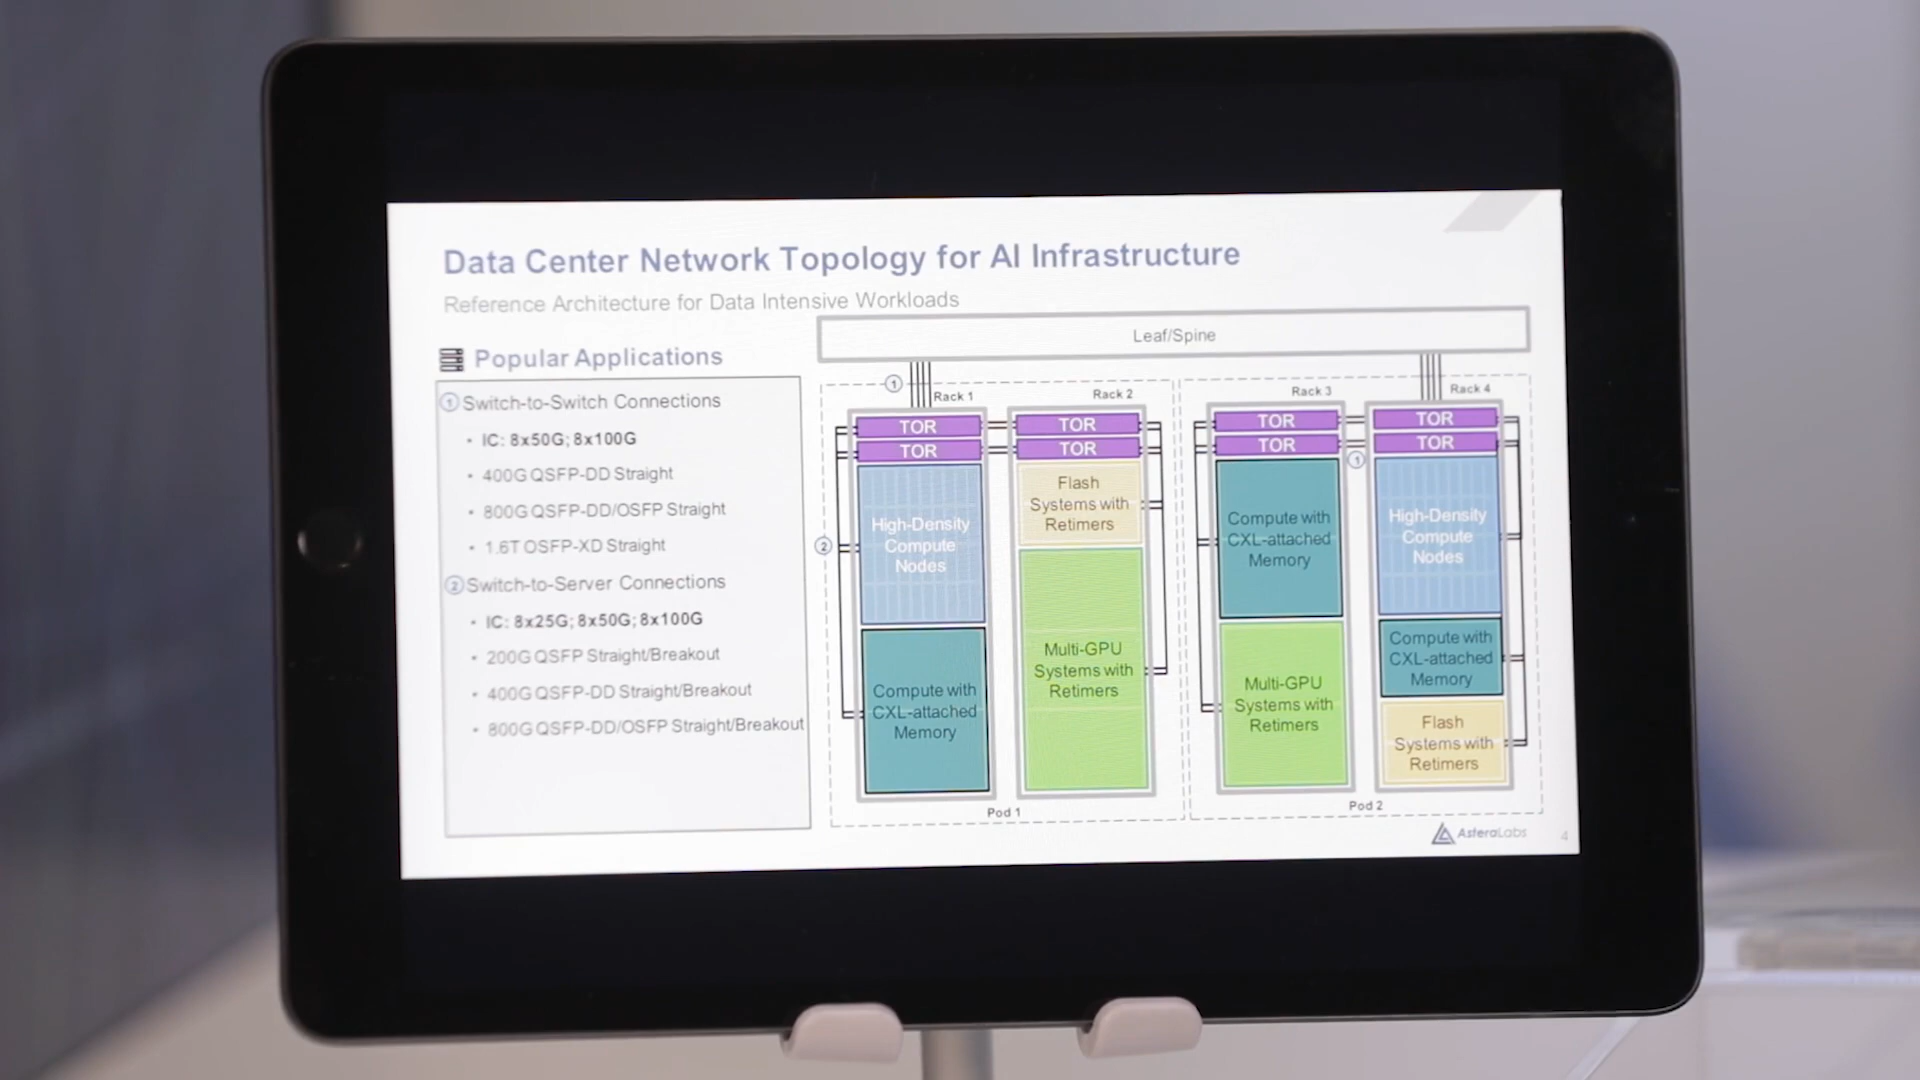 Data Center Network Topology for AI Infrastructure
Reference Architecture for Data Intensive Workloads
Popular Applications
① Switch-to-Switch Connections
• IC: 8x50G; 8x100G
• 400G QSFP-DD Straight
• 800G QSFP-DD/OSFP Straight
• 1.6T OSFP-XD Straight
② Switch-to-Server Connections
• IC: 8x25G; 8x50G; 8x100G
• 200G QSFP Straight/Breakout
• 400G QSFP-DD Straight/Breakout
• 800G QSFP-DD/OSFP Straight/Breakout
Leaf/Spine
①
Rack 1
TOR
TOR
②
High-Density
Compute
Nodes
Compute with
CXL-attached
Memory
Rack 2
TOR
TOR
Flash
Systems with
Retimers
Multi-GPU
Systems with
Retimers
Pod 1
Rack 3
TOR
TOR
①
Compute with
CXL-attached
Memory
Multi-GPU
Systems with
Retimers
Rack 4
TOR
TOR
High-Density
Compute
Nodes
Compute with
CXL-attached
Memory
Flash
Systems with
Retimers
Pod 2
AsteraLabs
4